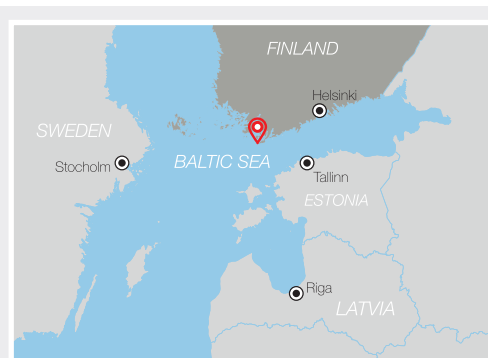 FINLAND
Helsinki
SWEDEN
Stocholm
BALTIC SEA
Tallinn
ESTONIA
Riga
LATVIA